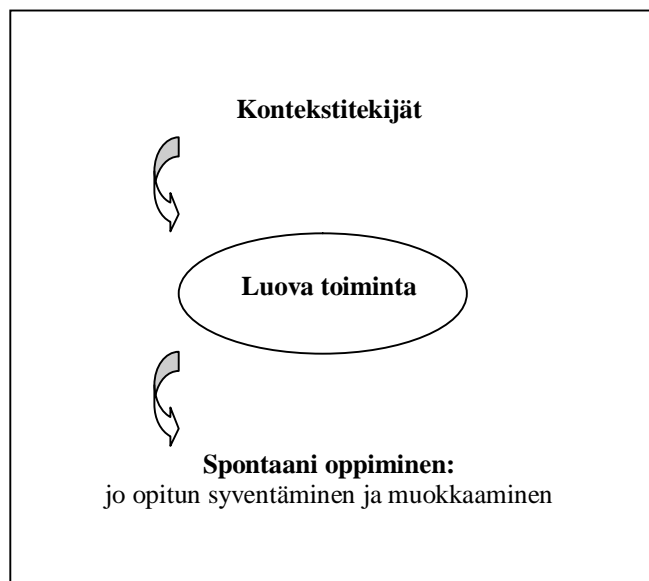 Kontekstitekijät
Luova toiminta
Spontaani oppiminen:
jo opitun syventäminen ja muokkaaminen